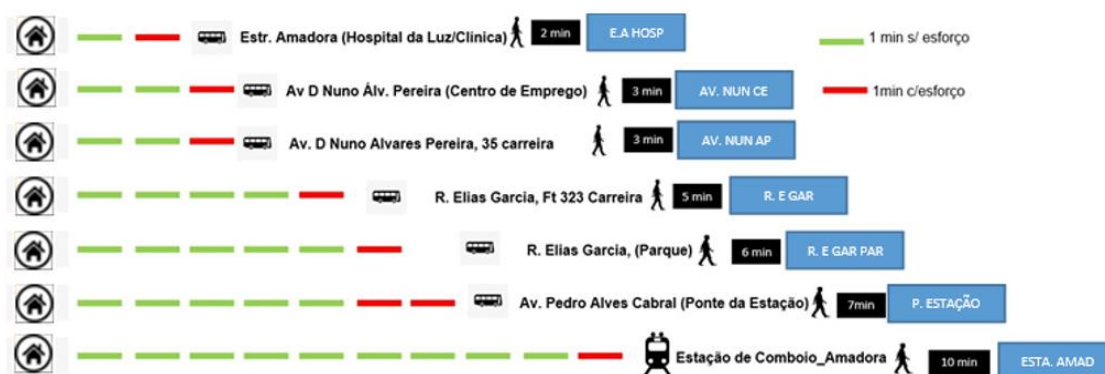 Estr. Amadora (Hospital da Luz/Clinica) 2 min E.A HOSP
1 min s/ esforço
Av D Nuno Álv. Pereira (Centro de Emprego) 3 min AV. NUN CE
1min c/esforço
Av. D Nuno Alvares Pereira, 35 carreira 3 min AV. NUN AP
R. Elias Garcia, Ft 323 Carreira 5 min R. E GAR
R. Elias Garcia, (Parque) 6 min R. E GAR PAR
Av. Pedro Alves Cabral (Ponte da Estação) 7min P. ESTAÇÃO
Estação de Comboio_Amadora 10 min ESTA. AMAD